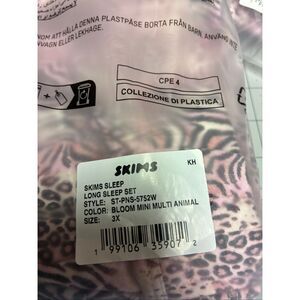 NOM ATT HÅLLA DENNA PLASTPÅSE BORTA FRÅN BARN. ANVÄND INTE
NVAGN ELLER LEKHAGE.
CPE 4
COLLEZIONE DI PLASTICA
SKIMS
KH
SKIMS SLEEP
LONG SLEEP SET
STYLE: ST-PNS-5752W
COLOR: BLOOM MINI MULTI ANIMAL
SIZE: 3X
1 99106 35907 2